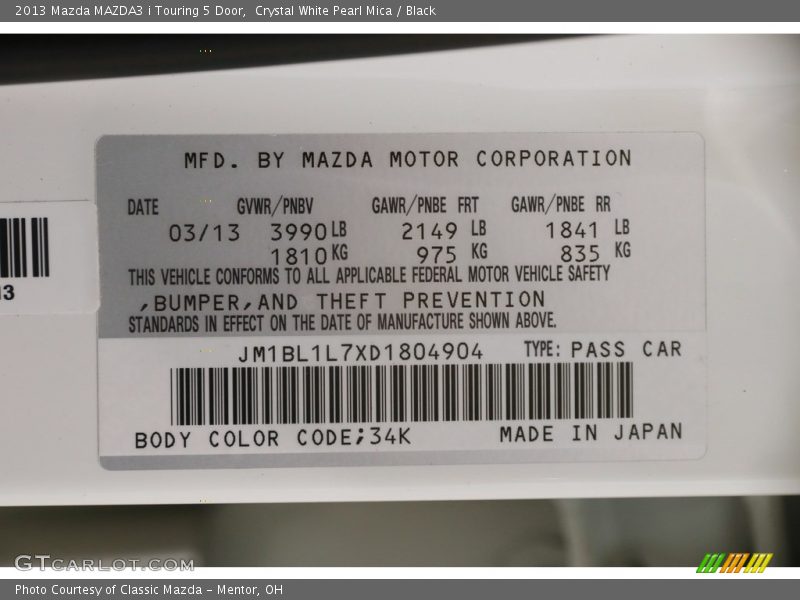 2013 Mazda MAZDA3 i Touring 5 Door,  Crystal White Pearl Mica / Black
MFD. BY MAZDA MOTOR CORPORATION
DATE GVWR/PNBV GAWR/PNBE FRT GAWR/PNBE RR
03/13 3990 LB 2149 LB 1841 LB
1810 KG 975 KG 835 KG
THIS VEHICLE CONFORMS TO ALL APPLICABLE FEDERAL MOTOR VEHICLE SAFETY
,BUMPER,AND THEFT PREVENTION
STANDARDS IN EFFECT ON THE DATE OF MANUFACTURE SHOWN ABOVE.
JM1BL1L7XD1804904 TYPE: PASS CAR
BODY COLOR CODE;34K MADE IN JAPAN
13
GTCARLOT.COM
Photo Courtesy of Classic Mazda - Mentor, OH